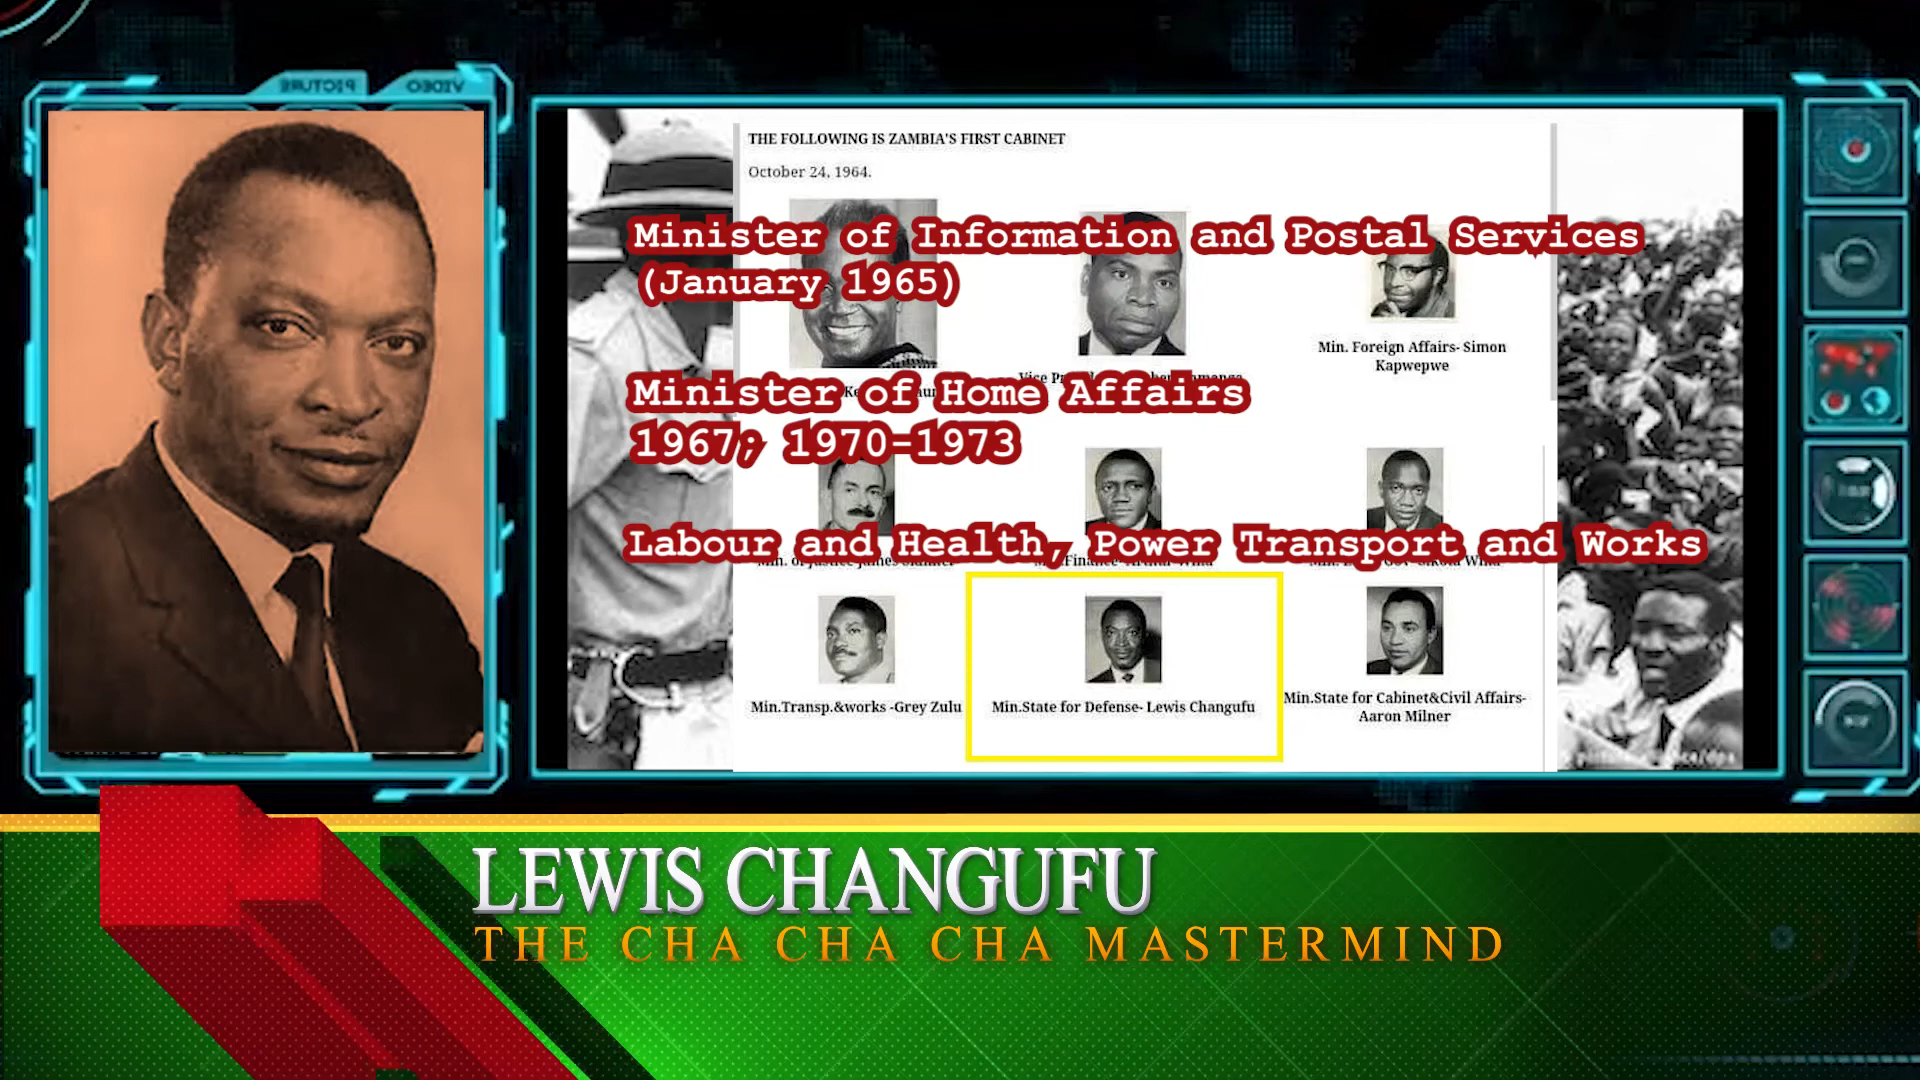 PICTURE
VIDEO
THE FOLLOWING IS ZAMBIA'S FIRST CABINET
October 24, 1964.
Minister of Information and Postal Services
(January 1965)
Min. Foreign Affairs- Simon
Kapwepwe
Minister of Home Affairs
1967; 1970-1973
Labour and Health, Power Transport and Works
Min.Transp.&works -Grey Zulu
Min.State for Defense- Lewis Changufu
Min.State for Cabinet&Civil Affairs-
Aaron Milner
LEWIS CHANGUFU
THE CHA CHA CHA MASTERMIND